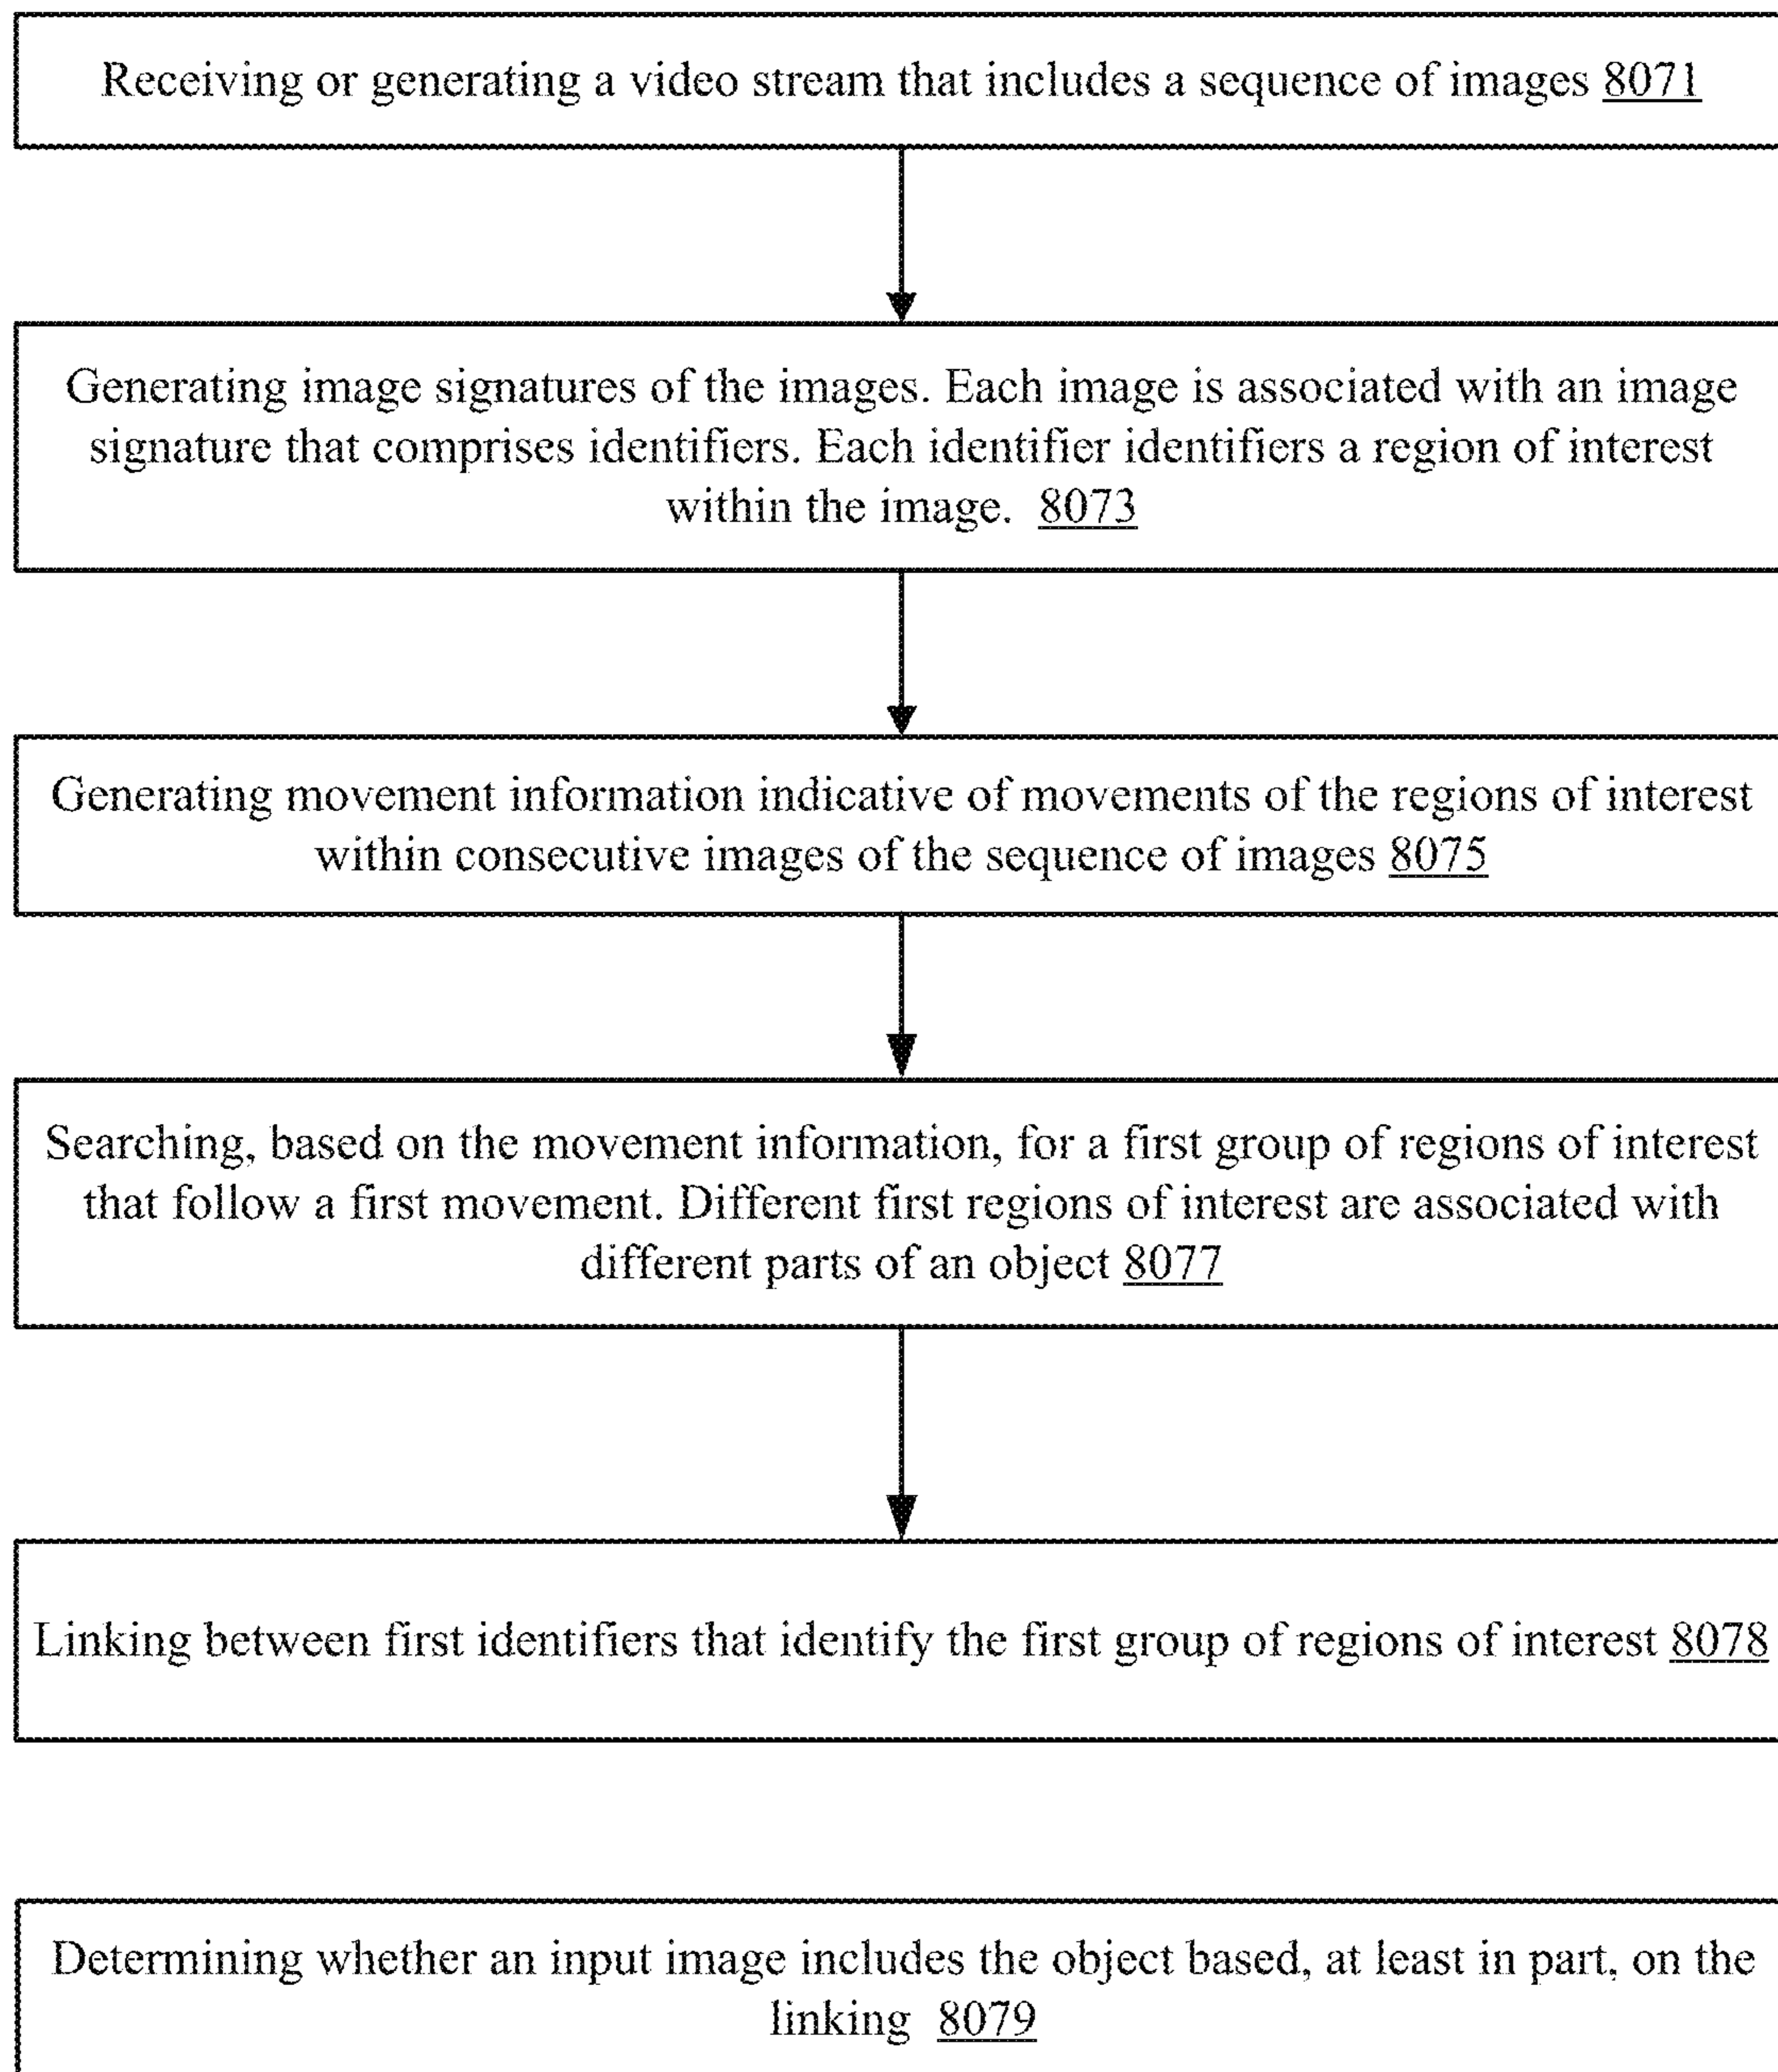 Receiving or generating a video stream that includes a sequence of images 8071
Generating image signatures of the images. Each image is associated with an image
signature that comprises identifiers. Each identifier identifiers a region of interest
within the image. 8073
Generating movement information indicative of movements of the regions of interest
within consecutive images of the sequence of images 8075
Searching, based on the movement information, for a first group of regions of interest
that follow a first movement. Different first regions of interest are associated with
different parts of an object 8077
Linking between first identifiers that identify the first group of regions of interest 8078
Determining whether an input image includes the object based, at least in part, on the
linking 8079